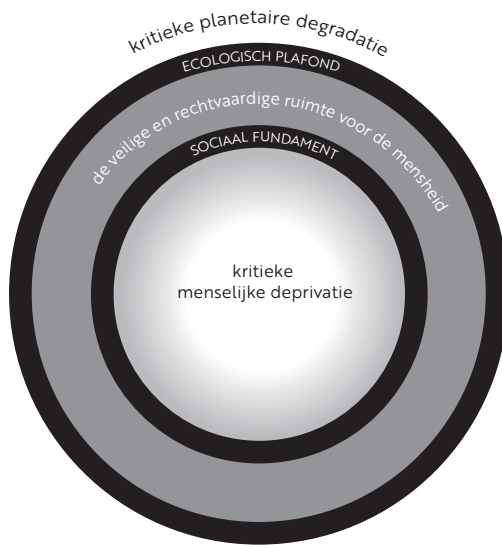 kritieke planetaire degradatie
ECOLOGISCH PLAFOND
de veilige en rechtvaardige ruimte voor de mensheid
SOCIAAL FUNDAMENT
kritieke
menselijke deprivatie